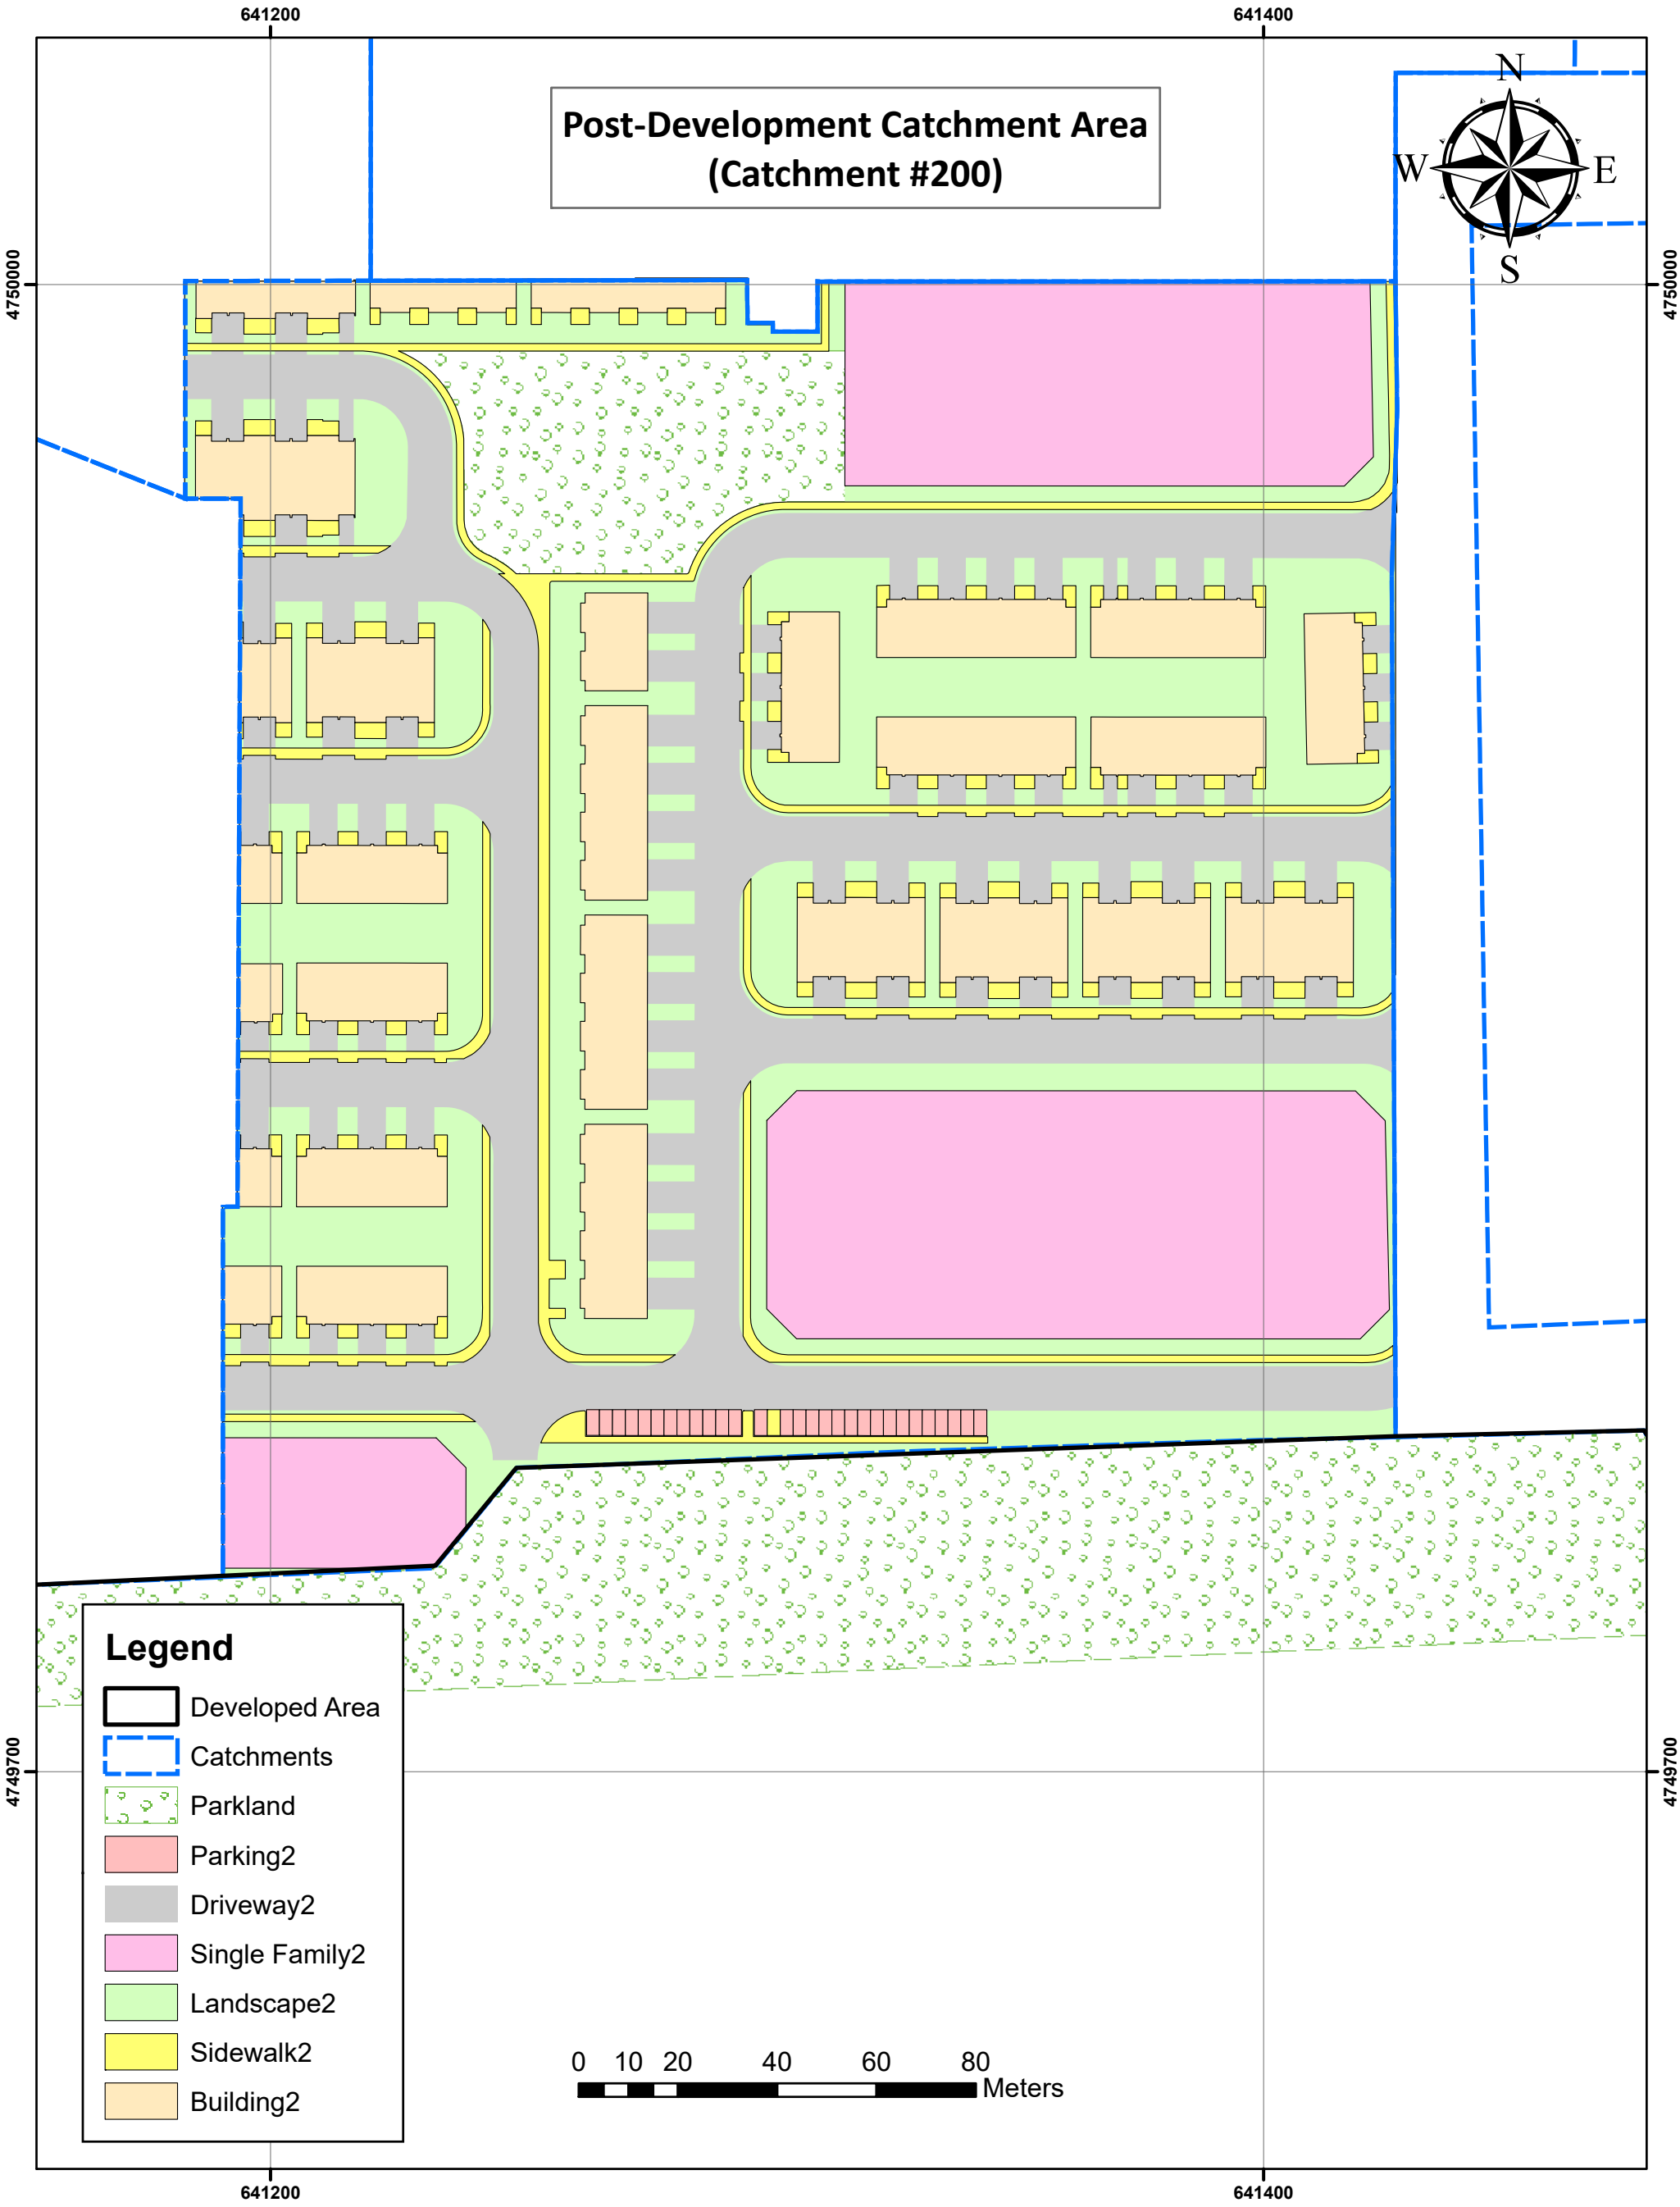 641200 641400
Post-Development Catchment Area
(Catchment #200)
N
W E
S
4750000 4750000
4749700 4749700
Legend
Developed Area
Catchments
Parkland
Parking2
Driveway2
Single Family2
Landscape2
Sidewalk2
Building2
0 10 20 40 60 80
Meters
641200 641400